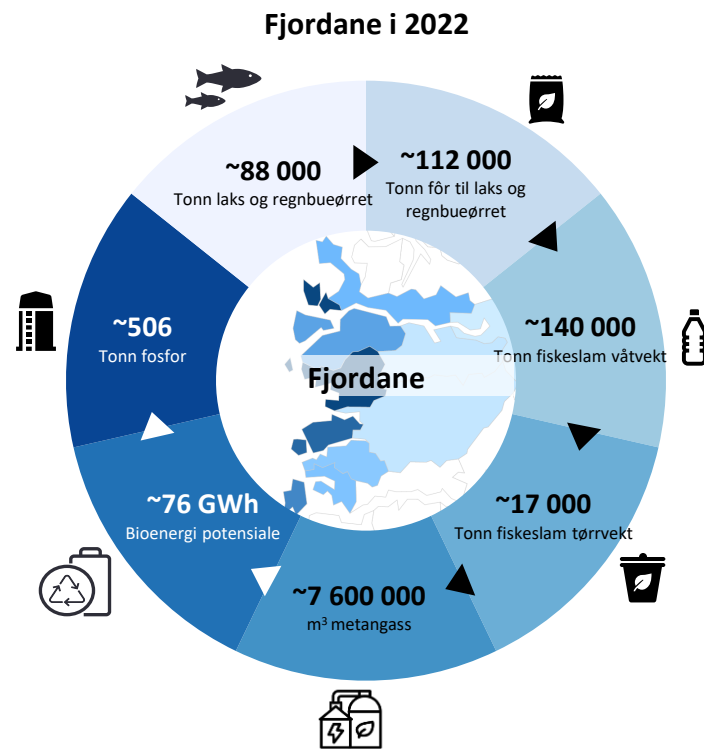 Fjordane i 2022
~88 000
Tonn laks og regnbueørret
~112 000
Tonn fôr til laks og
regnbueørret
~140 000
Tonn fiskeslam våtvekt
~17 000
Tonn fiskeslam tørrvekt
~7 600 000
m³ metangass
~76 GWh
Bioenergi potensiale
~506
Tonn fosfor
Fjordane